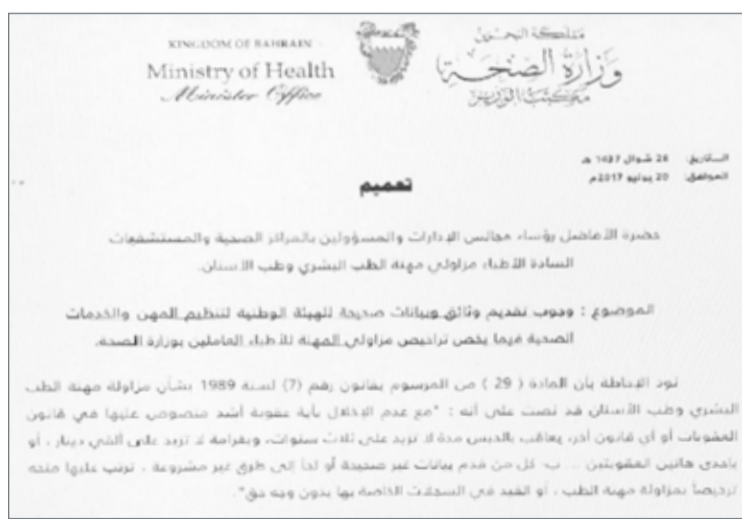 KINGDOM OF BAHRAIN
Ministry of Health
Minister Office
مملكة البحرين
وزارة الصحة
مكتب الوزير
التاريخ: 26 شوال 1437 هـ
الموافق: 20 يوليو 2017م
تعميم
حضرة الأفاضل رؤساء مجالس الإدارات والمسؤولين بالمراكز الصحية والمستشفيات
السادة الأطباء مزاولي مهنة الطب البشري وطب الأسنان.
الموضوع : وجوب تقديم وثائق وبيانات صحيحة للهيئة الوطنية لتنظيم المهن والخدمات
الصحية فيما يخص تراخيص مزاولي المهنة للأطباء العاملين بوزارة الصحة.
نود الإحاطة بأن المادة ( 29 ) من المرسوم بقانون رقم (7) لسنة 1989 بشأن مزاولة مهنة الطب
البشري وطب الأسنان قد نصت على أنه : "مع عدم الإخلال بأية عقوبة أشد منصوص عليها في قانون
العقوبات أو أي قانون آخر، يعاقب بالحبس مدة لا تزيد على ثلاث سنوات، وبغرامة لا تزيد على ألفي دينار ، أو
بإحدى هاتين العقوبتين ... ب- كل من قدم بيانات غير صحيحة أو لجأ إلى طرق غير مشروعة ، ترتب عليها منحه
ترخيصاً بمزاولة مهنة الطب ، أو القيد في السجلات الخاصة بها بدون وجه حق".